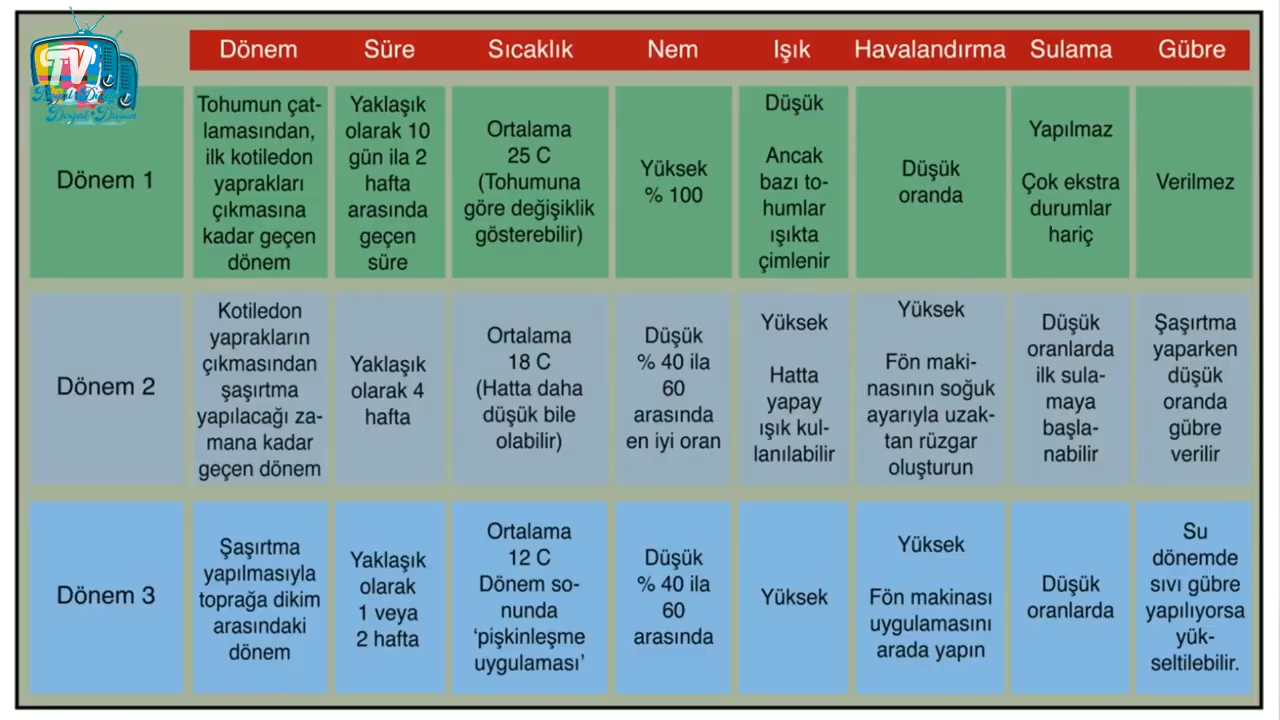 TV
Doğal Düşün
Dönem Süre Sıcaklık Nem Işık Havalandırma Sulama Gübre
Dönem 1
Tohumun çat-
lamasından,
ilk kotiledon
yaprakları
çıkmasına
kadar geçen
dönem
Yaklaşık
olarak 10
gün ila 2
hafta
arasında
geçen
süre
Ortalama
25 C
(Tohumuna
göre değişiklik
gösterebilir)
Yüksek
% 100
Düşük
Ancak
bazı to-
humlar
ışıkta
çimlenir
Düşük
oranda
Yapılmaz
Çok ekstra
durumlar
hariç
Verilmez
Dönem 2
Kotiledon
yaprakların
çıkmasından
şaşırtma
yapılacağı za-
mana kadar
geçen dönem
Yaklaşık
olarak 4
hafta
Ortalama
18 C
(Hatta daha
düşük bile
olabilir)
Düşük
% 40 ila
60
arasında
en iyi oran
Yüksek
Hatta
yapay
ışık kul-
lanılabilir
Yüksek
Fön maki-
nasının soğuk
ayarıyla uzak-
tan rüzgar
oluşturun
Düşük
oranlarda
ilk sula-
maya
başla-
nabilir
Şaşırtma
yaparken
düşük
oranda
gübre
verilir
Dönem 3
Şaşırtma
yapılmasıyla
toprağa dikim
arasındaki
dönem
Yaklaşık
olarak
1 veya
2 hafta
Ortalama
12 C
Dönem so-
nunda
‘pişkinleşme
uygulaması’
Düşük
% 40 ila
60
arasında
Yüksek
Yüksek
Fön makinası
uygulamasını
arada yapın
Düşük
oranlarda
Su
dönemde
sıvı gübre
yapılıyorsa
yük-
seltilebilir.